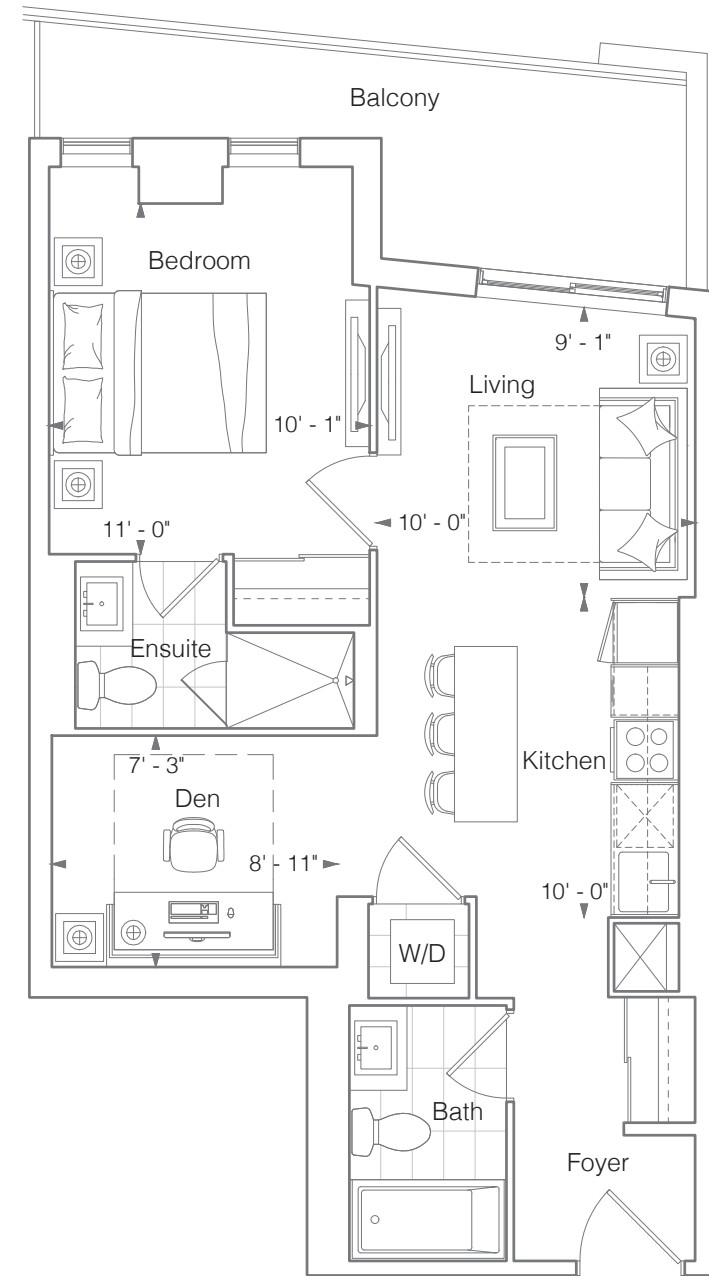 Balcony
Bedroom
9' - 1"
Living
10' - 1"
11' - 0"
10' - 0"
Ensuite
7' - 3"
Kitchen
Den
8' - 11"
10' - 0"
W/D
Bath
Foyer